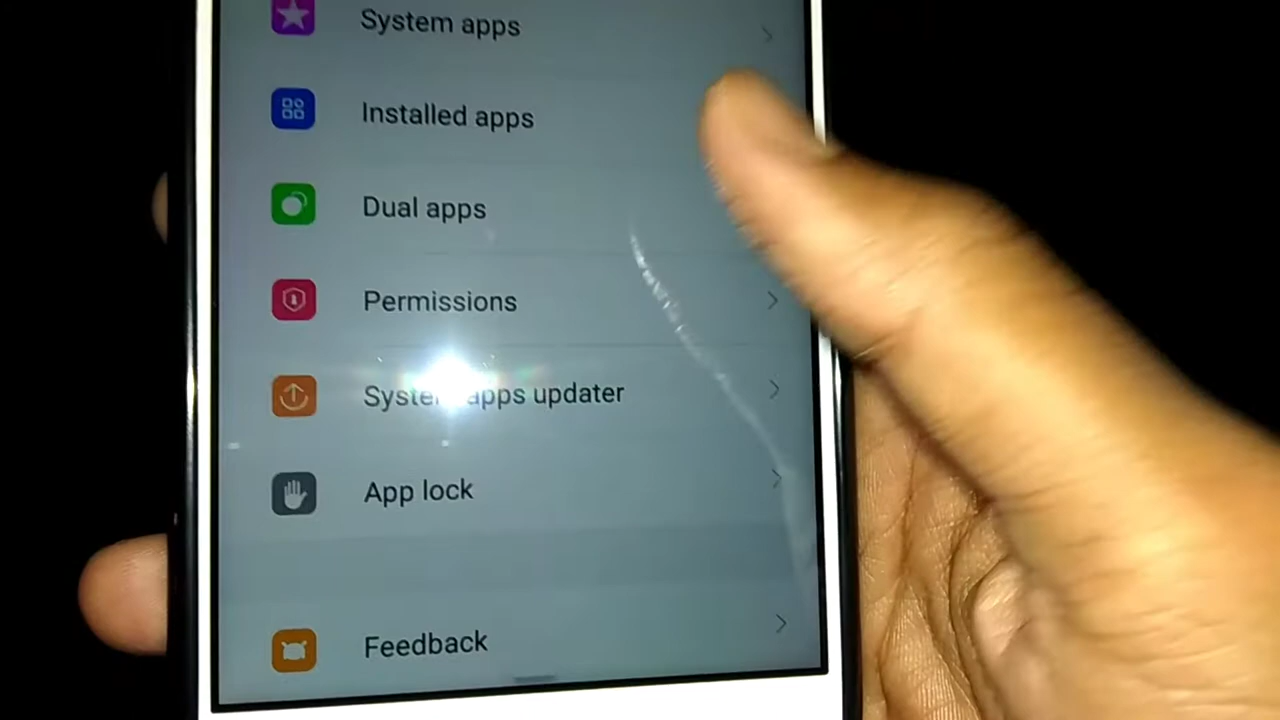 System apps
Installed apps
Dual apps
Permissions
System apps updater
App lock
Feedback